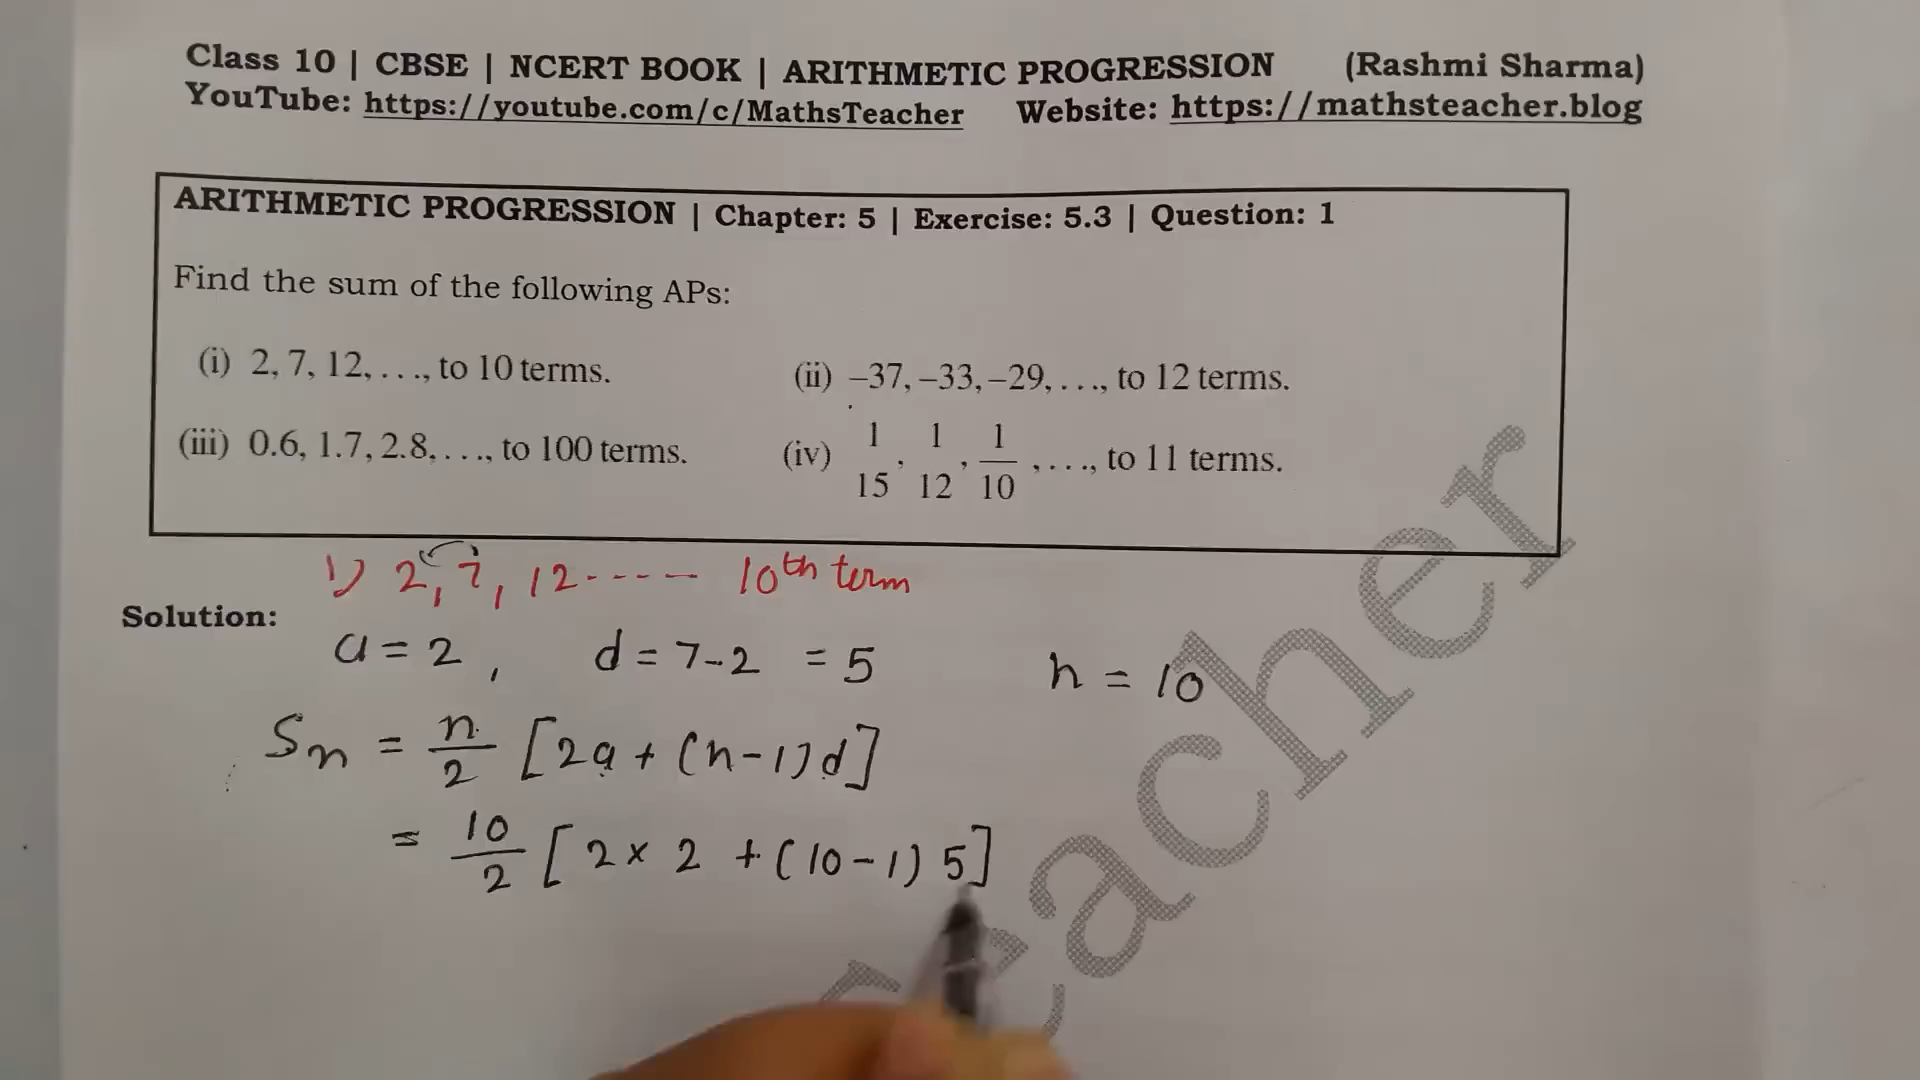 Class 10 | CBSE | NCERT BOOK | ARITHMETIC PROGRESSION (Rashmi Sharma)
YouTube: https://youtube.com/c/MathsTeacher Website: https://mathsteacher.blog
ARITHMETIC PROGRESSION | Chapter: 5 | Exercise: 5.3 | Question: 1
Find the sum of the following APs:
(i) 2, 7, 12, . . ., to 10 terms. (ii) –37, –33, –29, . . ., to 12 terms.
(iii) 0.6, 1.7, 2.8, . . ., to 100 terms. (iv) 1/15, 1/12, 1/10, . . ., to 11 terms.
1) 2, 7, 12 ----- 10th term
Solution:
a = 2, d = 7-2 = 5 n = 10
Sn = n/2 [2a + (n-1)d]
= 10/2 [2 × 2 + (10-1) 5]